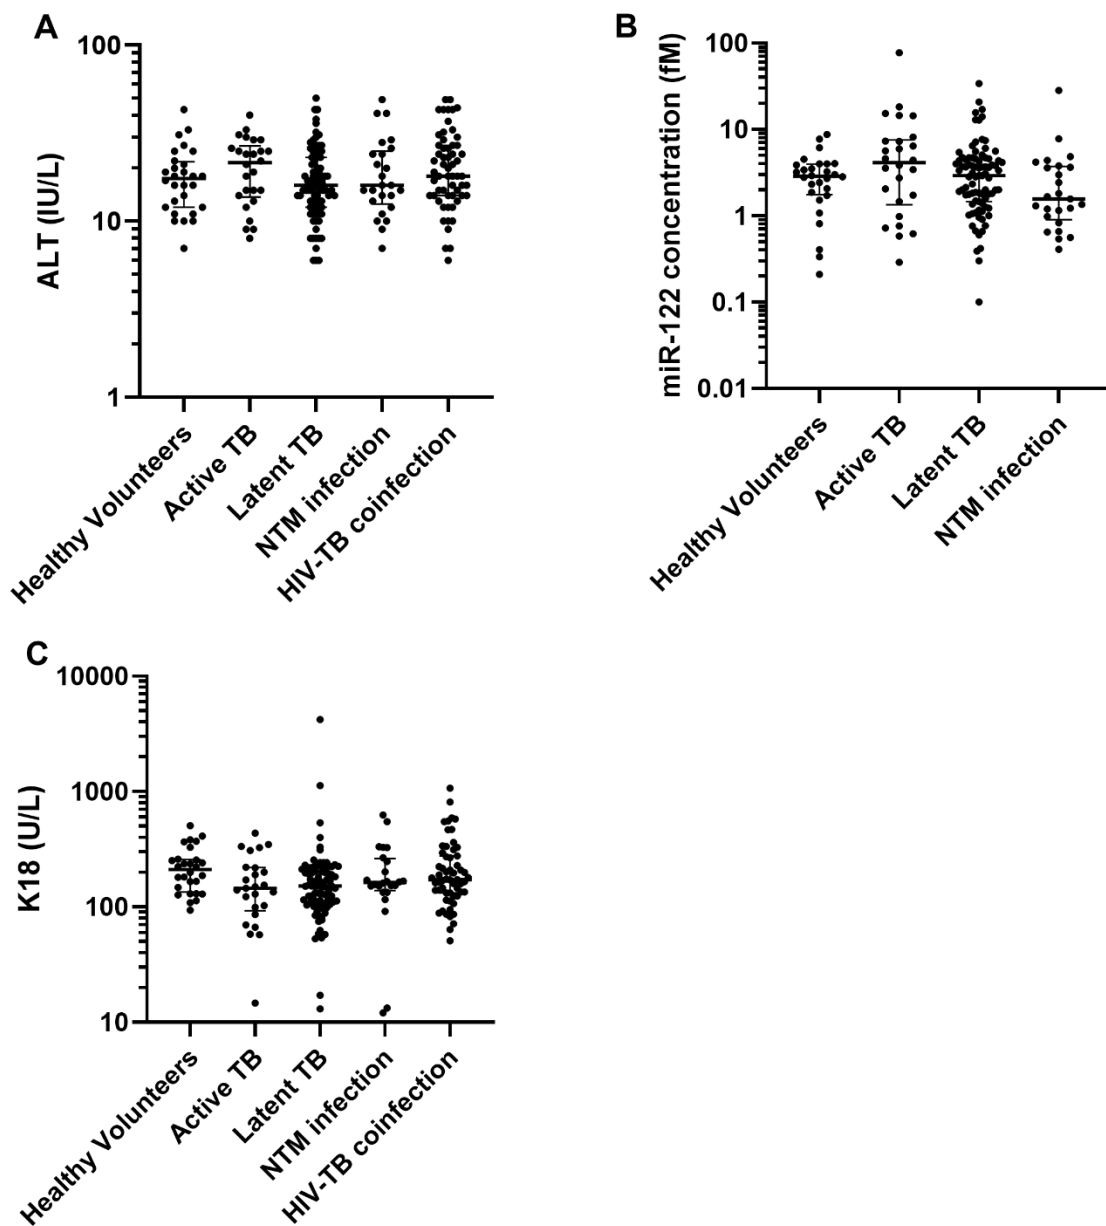 A
ALT (IU/L)
100
10
1
Healthy Volunteers
Active TB
Latent TB
NTM infection
HIV-TB coinfection
B
miR-122 concentration (fM)
100
10
1
0.1
0.01
Healthy Volunteers
Active TB
Latent TB
NTM infection
C
K18 (U/L)
10000
1000
100
10
Healthy Volunteers
Active TB
Latent TB
NTM infection
HIV-TB coinfection